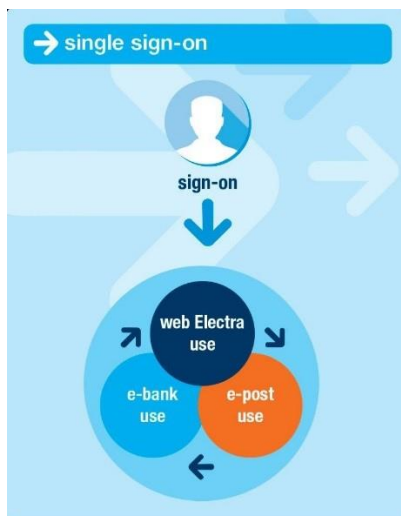 single sign-on
sign-on
web Electra
use
e-bank
use
e-post
use